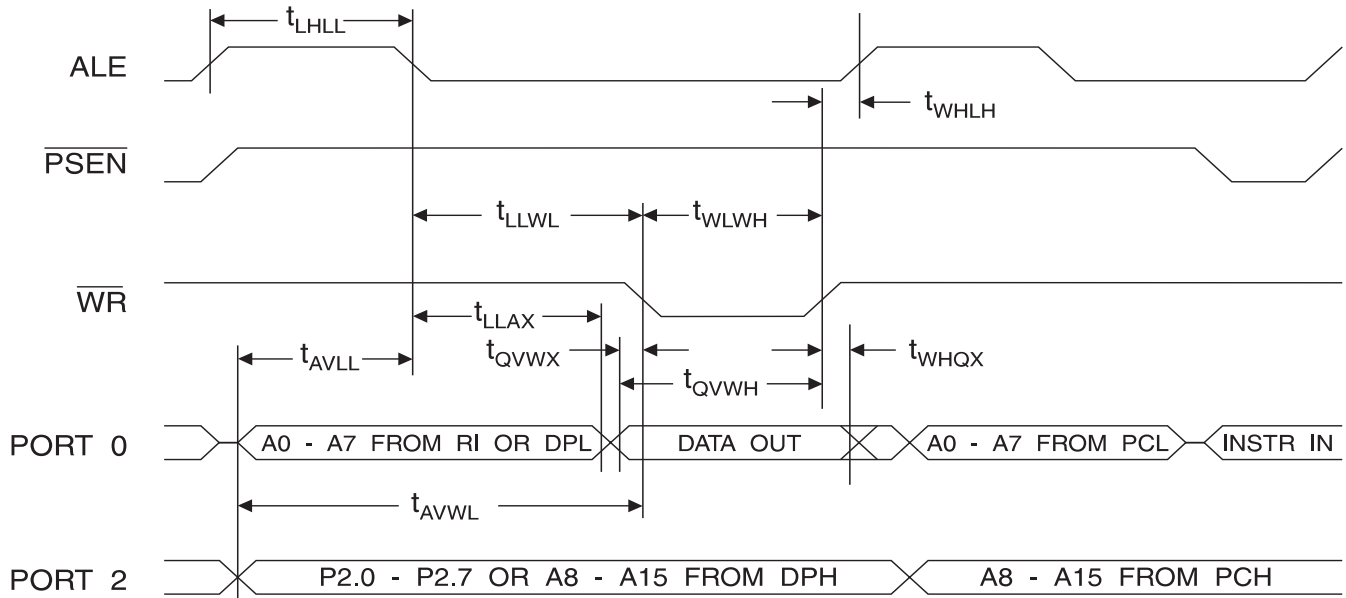 tLHLL
ALE
tWHLH
PSEN
tLLWL
tWLWH
WR
tLLAX
tAVLL
tQVWX
tWHQX
tQVWH
PORT 0
A0 - A7 FROM RI OR DPL
DATA OUT
A0 - A7 FROM PCL
INSTR IN
tAVWL
PORT 2
P2.0 - P2.7 OR A8 - A15 FROM DPH
A8 - A15 FROM PCH